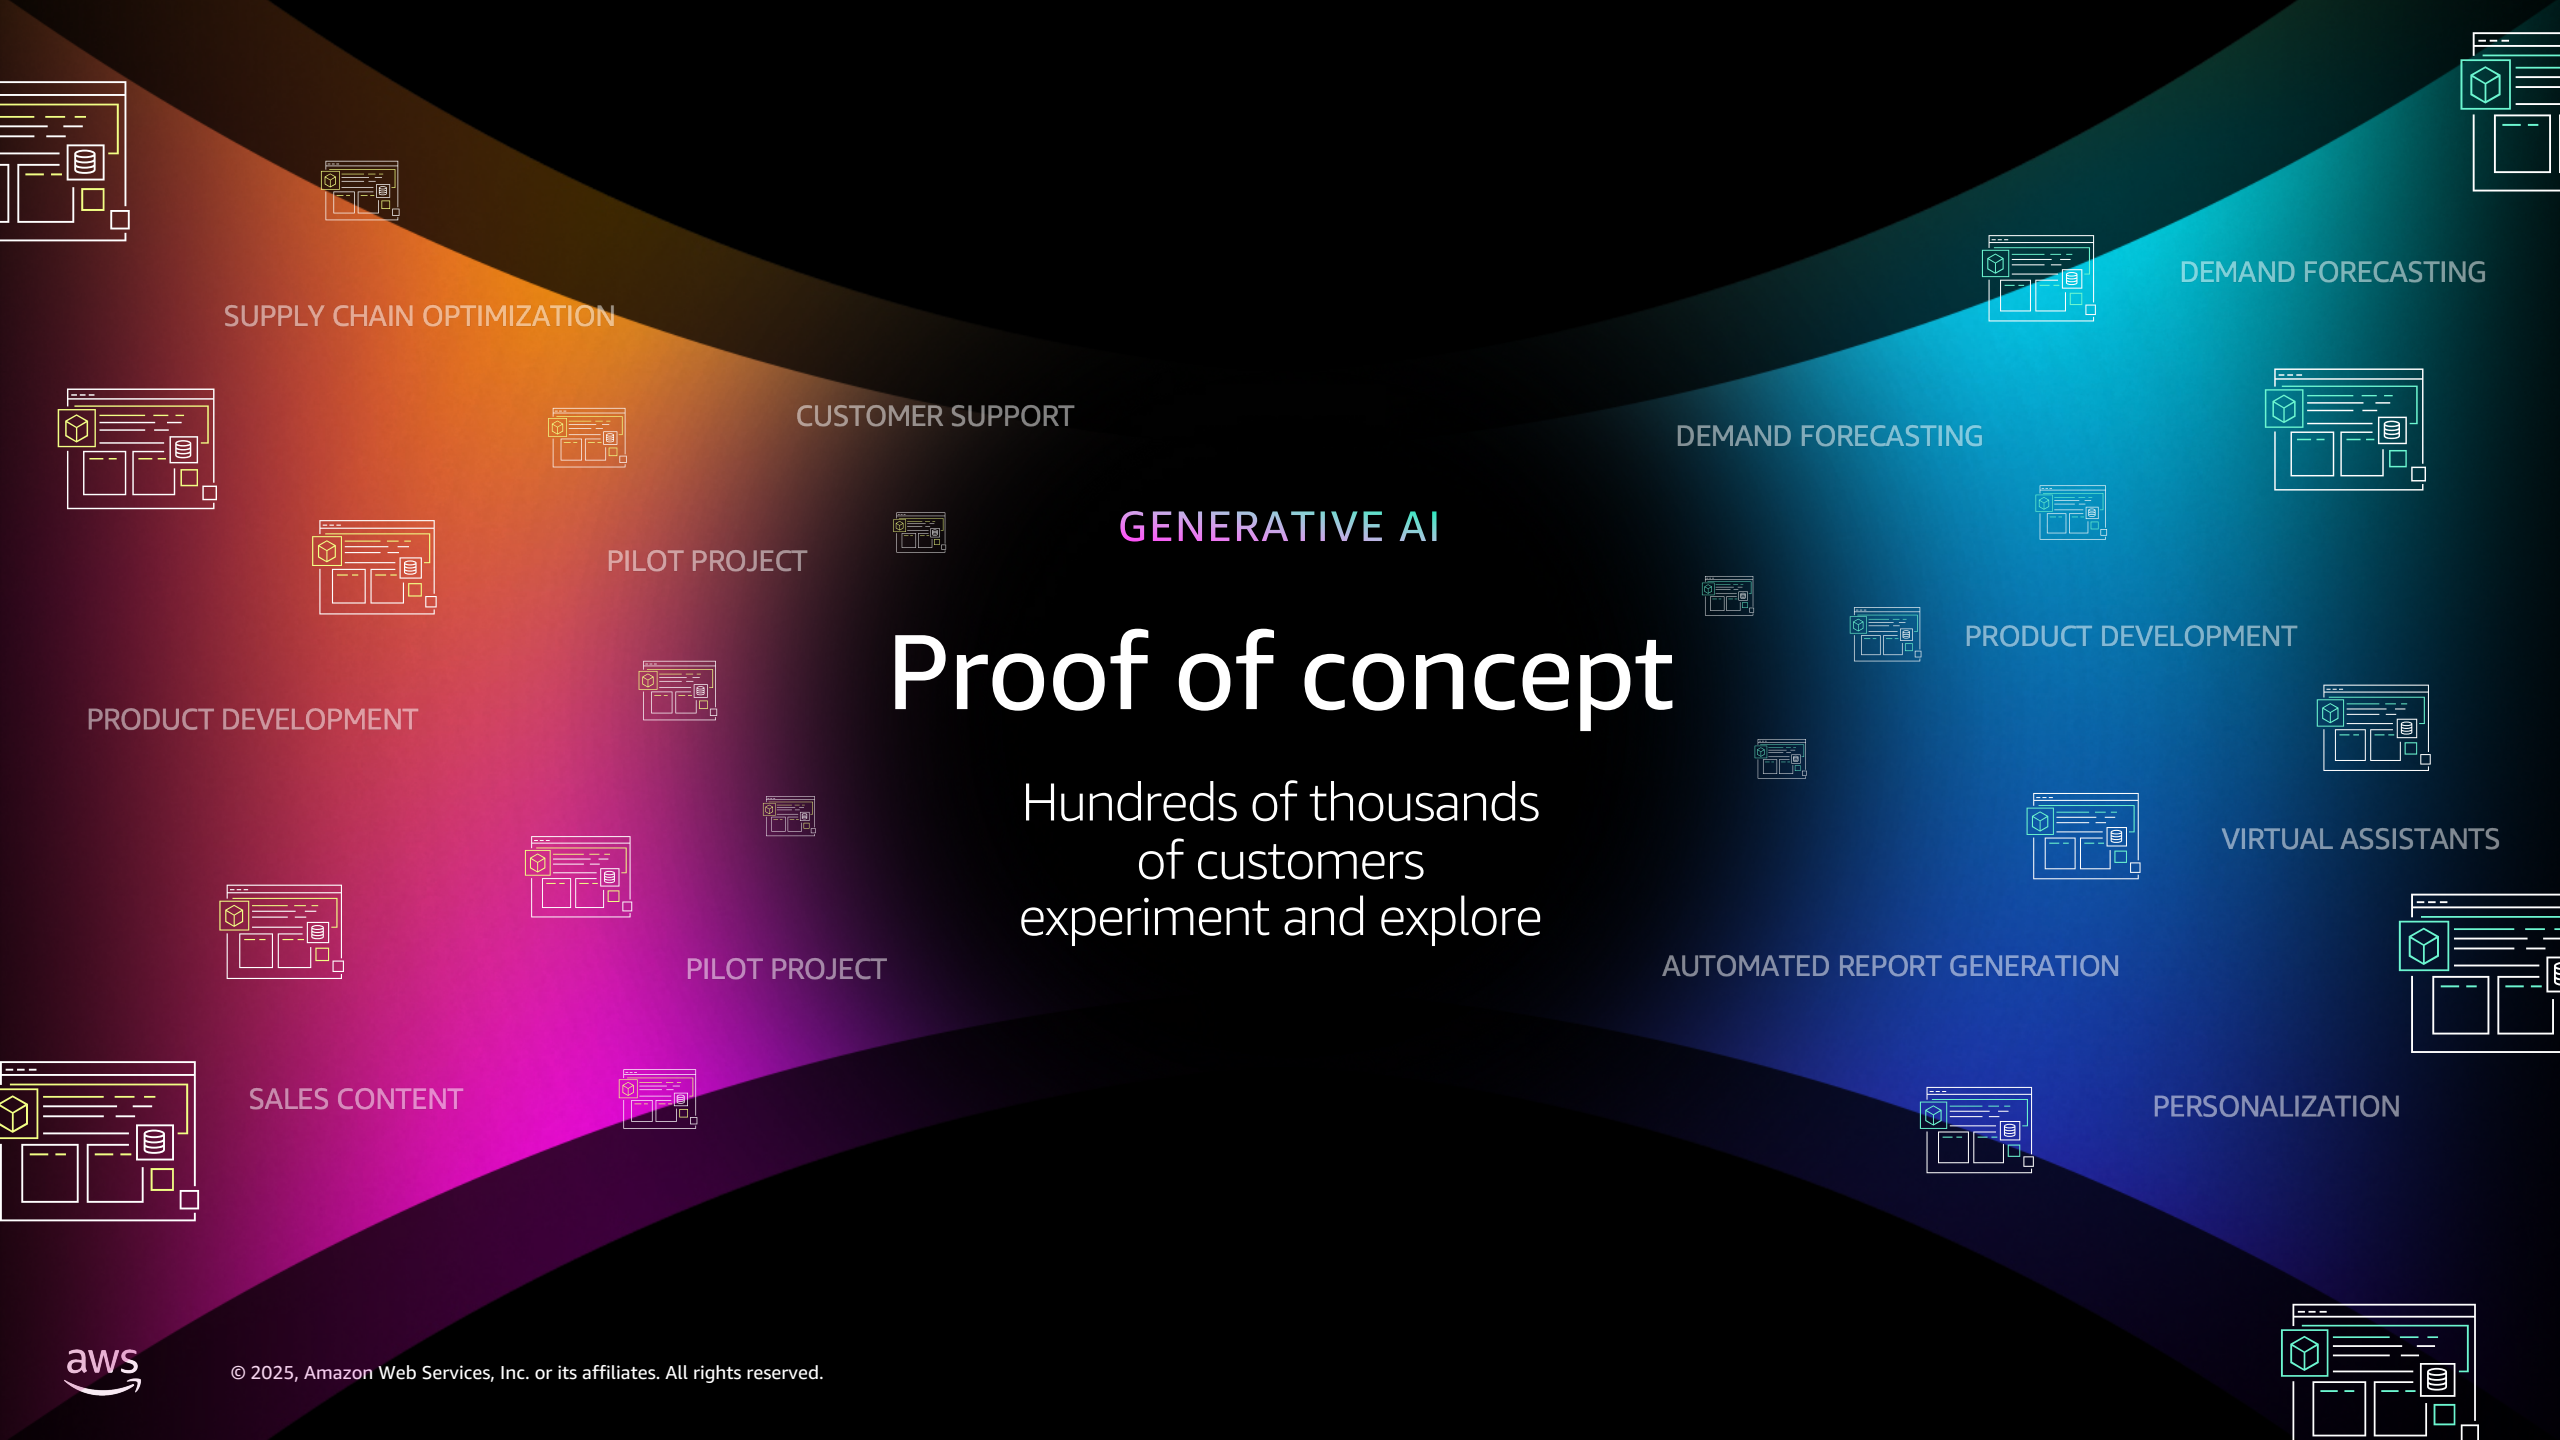 DEMAND FORECASTING
SUPPLY CHAIN OPTIMIZATION
CUSTOMER SUPPORT
DEMAND FORECASTING
GENERATIVE AI
PILOT PROJECT
Proof of concept
PRODUCT DEVELOPMENT
PRODUCT DEVELOPMENT
Hundreds of thousands
of customers
experiment and explore
VIRTUAL ASSISTANTS
PILOT PROJECT
AUTOMATED REPORT GENERATION
SALES CONTENT
PERSONALIZATION
aws
© 2025, Amazon Web Services, Inc. or its affiliates. All rights reserved.